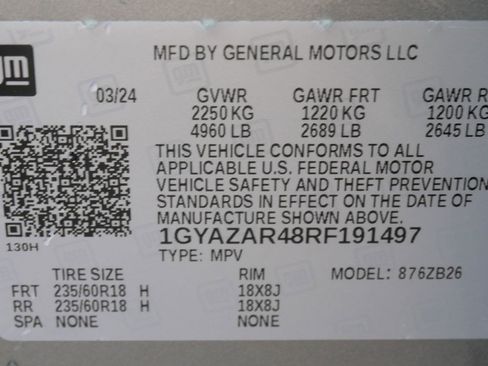 gm
MFD BY GENERAL MOTORS LLC
03/24 GVWR GAWR FRT GAWR
2250 KG 1220 KG 1200 KG
4960 LB 2689 LB 2645 LB
THIS VEHICLE CONFORMS TO ALL
APPLICABLE U.S. FEDERAL MOTOR
VEHICLE SAFETY AND THEFT PREVENTION
STANDARDS IN EFFECT ON THE DATE OF
MANUFACTURE SHOWN ABOVE.
130H
1GYAZAR48RF191497
TYPE: MPV
TIRE SIZE RIM MODEL: 876ZB26
FRT 235/60R18 H 18X8J
RR 235/60R18 H 18X8J
SPA NONE NONE